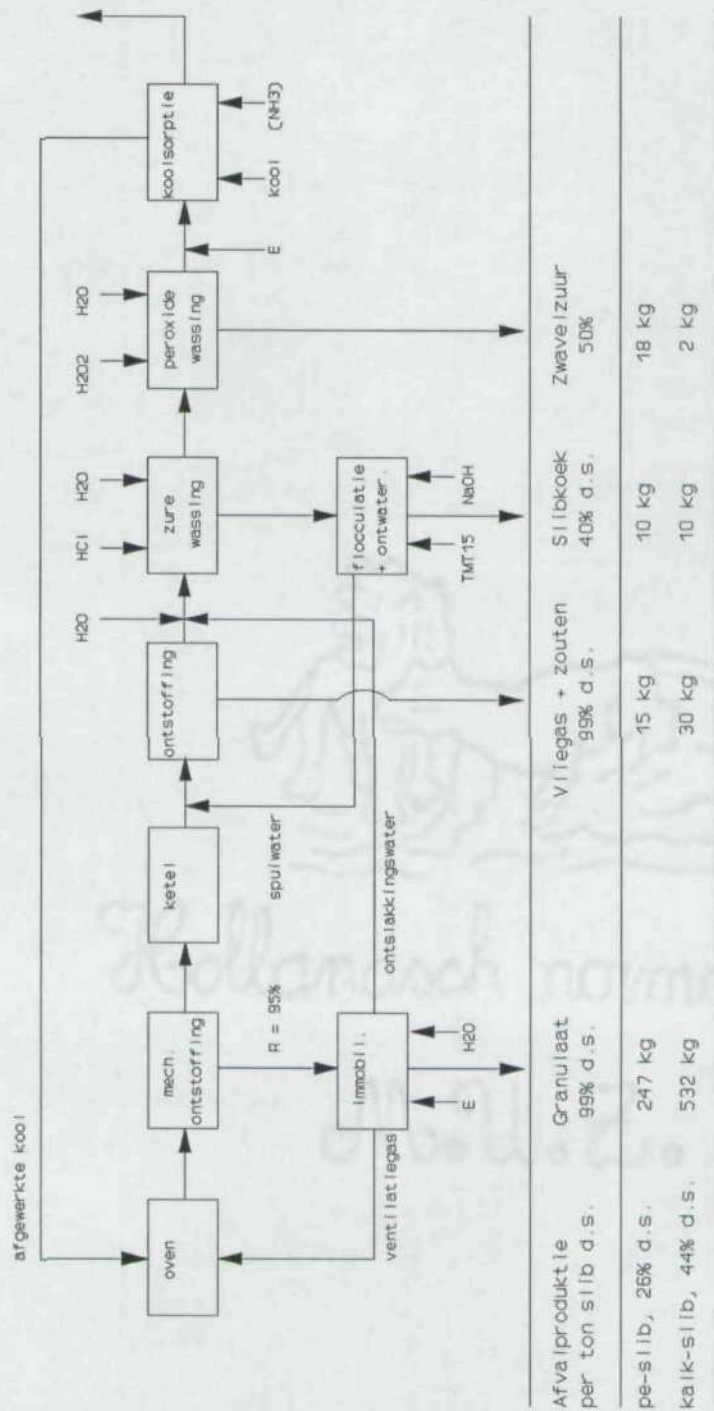 afgewerkte kool
H2O
HCl
H2O
H2O2
H2O
oven
mech.
ontstoffing
ketel
ontstoffing
zure
wassing
peroxide
wassing
koolsorptie
E
kool
(NH3)
R = 95%
spuiwater
ventilatiegas
immobil.
ontslakkingswater
flocculatie
+ ontwater.
E
H2O
TMT15
NaOH
Afvalproduktie
per ton slib d.s.
Granulaat
99% d.s.
Vliegas + zouten
99% d.s.
Slibkoek
40% d.s.
Zwavelzuur
50%
pe-slib, 26% d.s. 247 kg 15 kg 10 kg 18 kg
kalk-slib, 44% d.s. 532 kg 30 kg 10 kg 2 kg